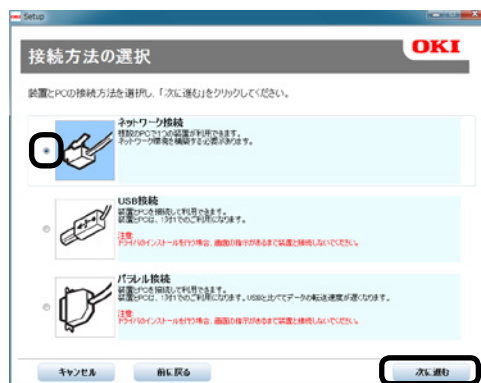 Setup
OKI
接続方法の選択
装置とPCの接続方法を選択し、「次に進む」をクリックしてください。
ネットワーク接続
複数のPCで1つの装置が利用できます。
ネットワーク環境を構築する必要があります。
USB接続
装置とPCを接続して利用できます。
装置とPCは、1対1でのご利用になります。
注意
ドライバのインストールを行う場合、画面の指示があるまで装置と接続しないでください。
パラレル接続
装置とPCを接続して利用できます。
装置とPCは、1対1でのご利用になります。USBと比べてデータの転送速度が遅くなります。
注意
ドライバのインストールを行う場合、画面の指示があるまで装置と接続しないでください。
キャンセル
前に戻る
次に進む